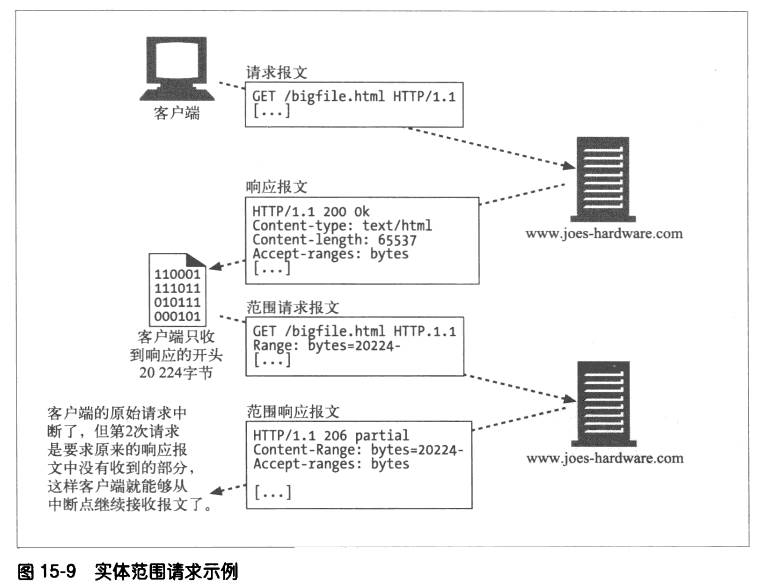 请求报文
GET /bigfile.html HTTP/1.1
[...]
客户端
响应报文
HTTP/1.1 200 Ok
Content-type: text/html
Content-length: 65537
Accept-ranges: bytes
[...]
www.joes-hardware.com
110001
111011
010111
000101
客户端只收
到响应的开头
20 224字节
范围请求报文
GET /bigfile.html HTTP.1.1
Range: bytes=20224-
[...]
客户端的原始请求中
断了，但第2次请求
是要求原来的响应报
文中没有收到的部分，
这样客户端就能够从
中断点继续接收报文了。
范围响应报文
HTTP/1.1 206 partial
Content-Range: bytes=20224-
Accept-ranges: bytes
[...]
www.joes-hardware.com
图 15-9 实体范围请求示例